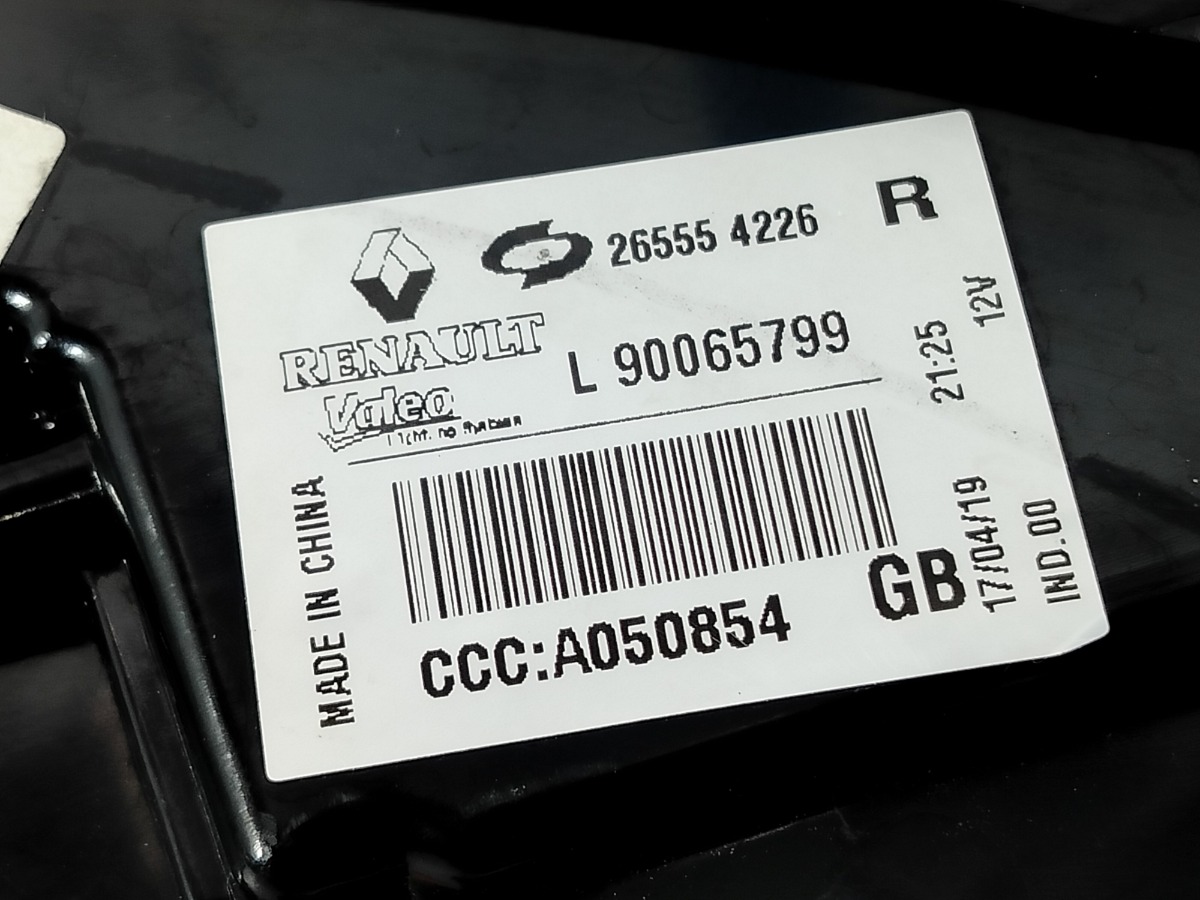 26555 4226
R
RENAULT
L 90065799
Valeo
MADE IN CHINA
CCC:A050854
GB
21:25
12V
17/04/19
IND.00